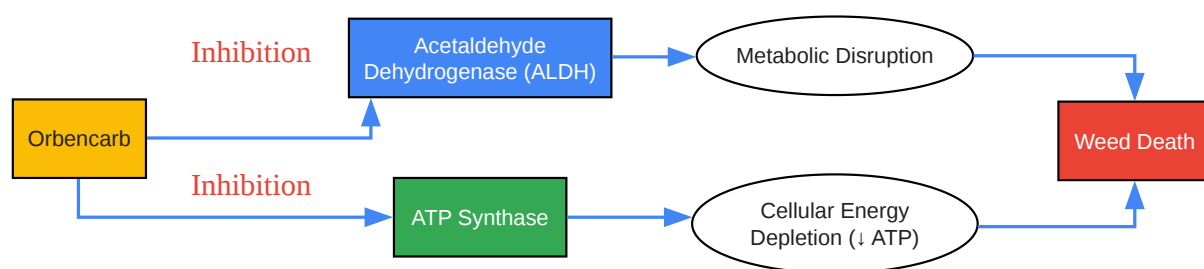 Inhibition
Acetaldehyde
Dehydrogenase (ALDH)
Metabolic Disruption
Orbencarb
Weed Death
Inhibition
ATP Synthase
Cellular Energy
Depletion (↓ ATP)